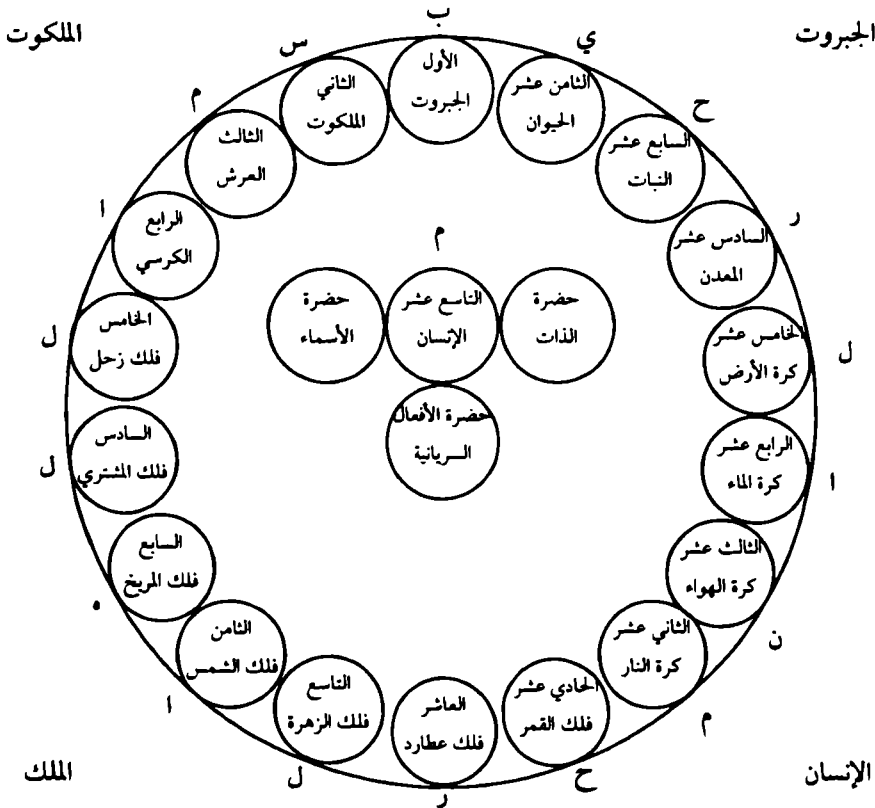 الجبروت
الملكوت
ب
س
م
ا
ل
ل
ه
ا
ل
ر
ح
م
ن
ا
ل
ر
ح
ي
م
الأول
الجبروت
الثاني
الملكوت
الثالث
العرش
الرابع
الكرسي
الخامس
فلك زحل
السادس
فلك المشتري
السابع
فلك المريخ
الثامن
فلك الشمس
التاسع
فلك الزهرة
العاشر
فلك عطارد
الحادي عشر
فلك القمر
الثاني عشر
كرة النار
الثالث عشر
كرة الهواء
الرابع عشر
كرة الماء
الخامس عشر
كرة الأرض
السادس عشر
المعدن
السابع عشر
النبات
الثامن عشر
الحيوان
حضرة
الذات
التاسع عشر
الإنسان
حضرة
الأسماء
حضرة الأفعال
السريانية
الإنسان
الملك